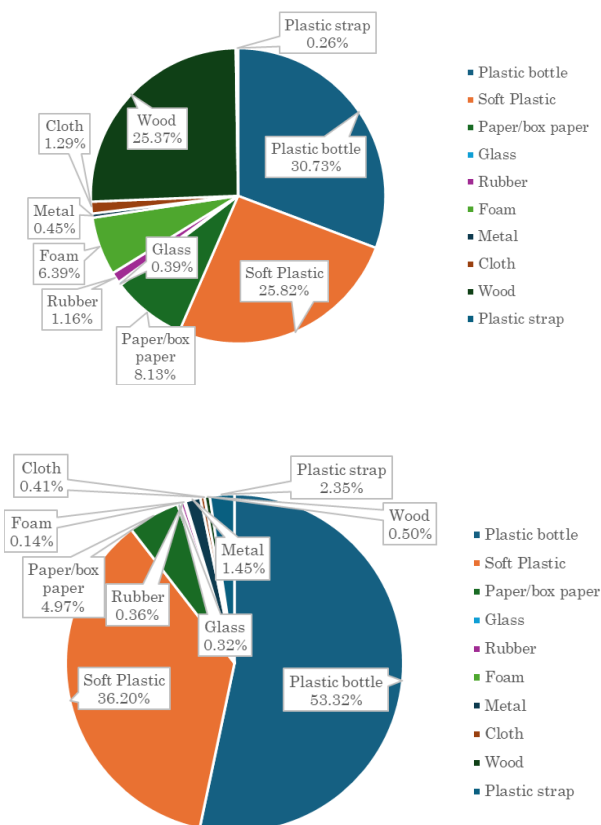 Plastic strap
0.26%
Wood
25.37%
Cloth
1.29%
Plastic bottle
30.73%
Metal
0.45%
Glass
0.39%
Foam
6.39%
Soft Plastic
25.82%
Rubber
1.16%
Paper/box
paper
8.13%
Plastic bottle
Soft Plastic
Paper/box paper
Glass
Rubber
Foam
Metal
Cloth
Wood
Plastic strap
Cloth
0.41%
Plastic strap
2.35%
Foam
0.14%
Wood
0.50%
Metal
1.45%
Paper/box
paper
4.97%
Rubber
0.36%
Glass
0.32%
Soft Plastic
36.20%
Plastic bottle
53.32%
Plastic bottle
Soft Plastic
Paper/box paper
Glass
Rubber
Foam
Metal
Cloth
Wood
Plastic strap